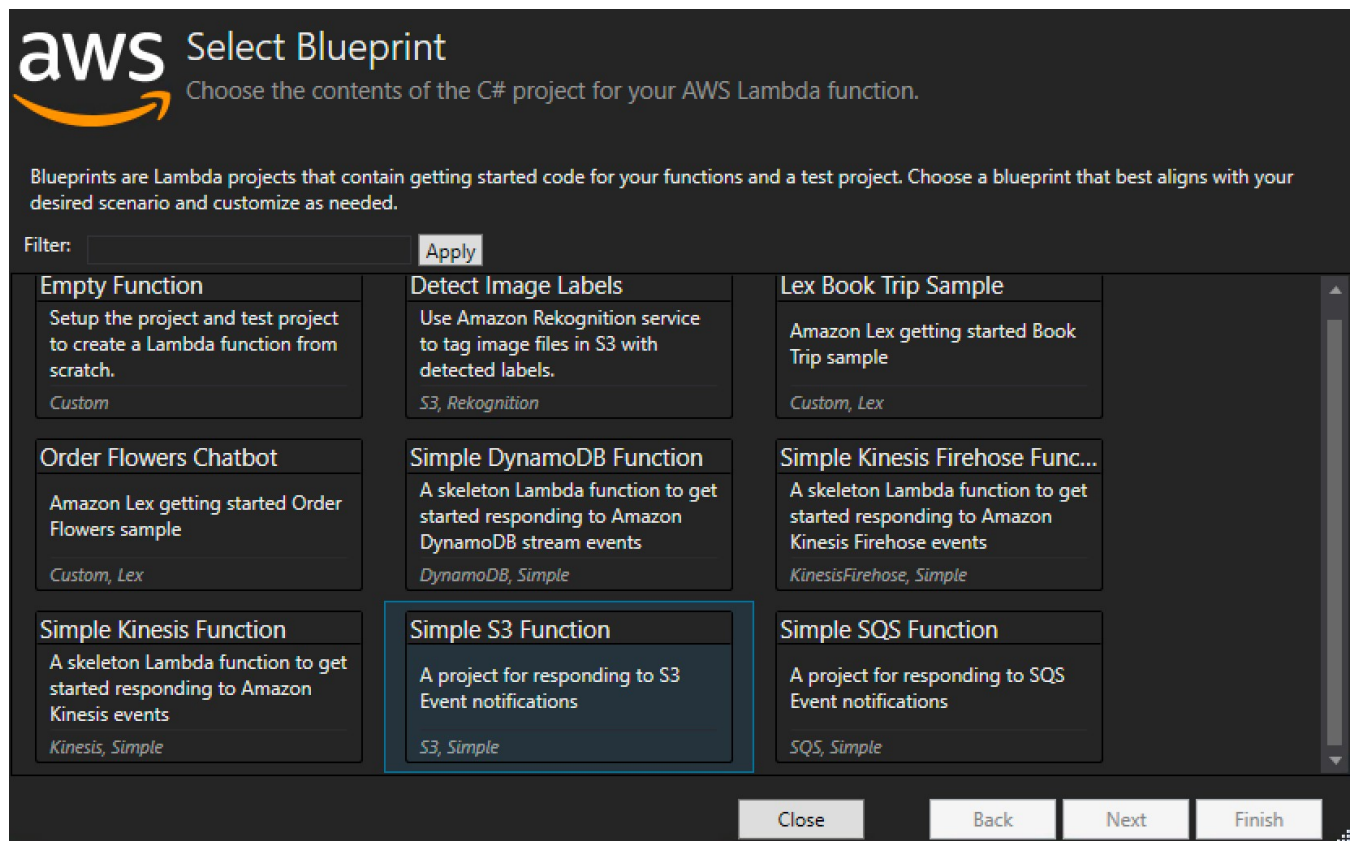 aws
Select Blueprint
Choose the contents of the C# project for your AWS Lambda function.
Blueprints are Lambda projects that contain getting started code for your functions and a test project. Choose a blueprint that best aligns with your
desired scenario and customize as needed.
Filter:
Apply
Empty Function
Setup the project and test project
to create a Lambda function from
scratch.
Custom
Detect Image Labels
Use Amazon Rekognition service
to tag image files in S3 with
detected labels.
S3, Rekognition
Lex Book Trip Sample
Amazon Lex getting started Book
Trip sample
Custom, Lex
Order Flowers Chatbot
Amazon Lex getting started Order
Flowers sample
Custom, Lex
Simple DynamoDB Function
A skeleton Lambda function to get
started responding to Amazon
DynamoDB stream events
DynamoDB, Simple
Simple Kinesis Firehose Func...
A skeleton Lambda function to get
started responding to Amazon
Kinesis Firehose events
KinesisFirehose, Simple
Simple Kinesis Function
A skeleton Lambda function to get
started responding to Amazon
Kinesis events
Kinesis, Simple
Simple S3 Function
A project for responding to S3
Event notifications
S3, Simple
Simple SQS Function
A project for responding to SQS
Event notifications
SQS, Simple
Close
Back
Next
Finish